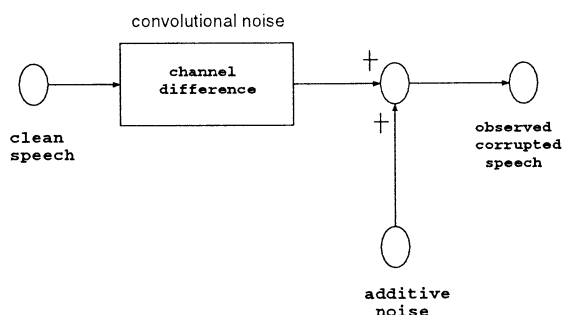 convolutional noise
channel
difference
+
+
clean
speech
observed
corrupted
speech
additive
noise